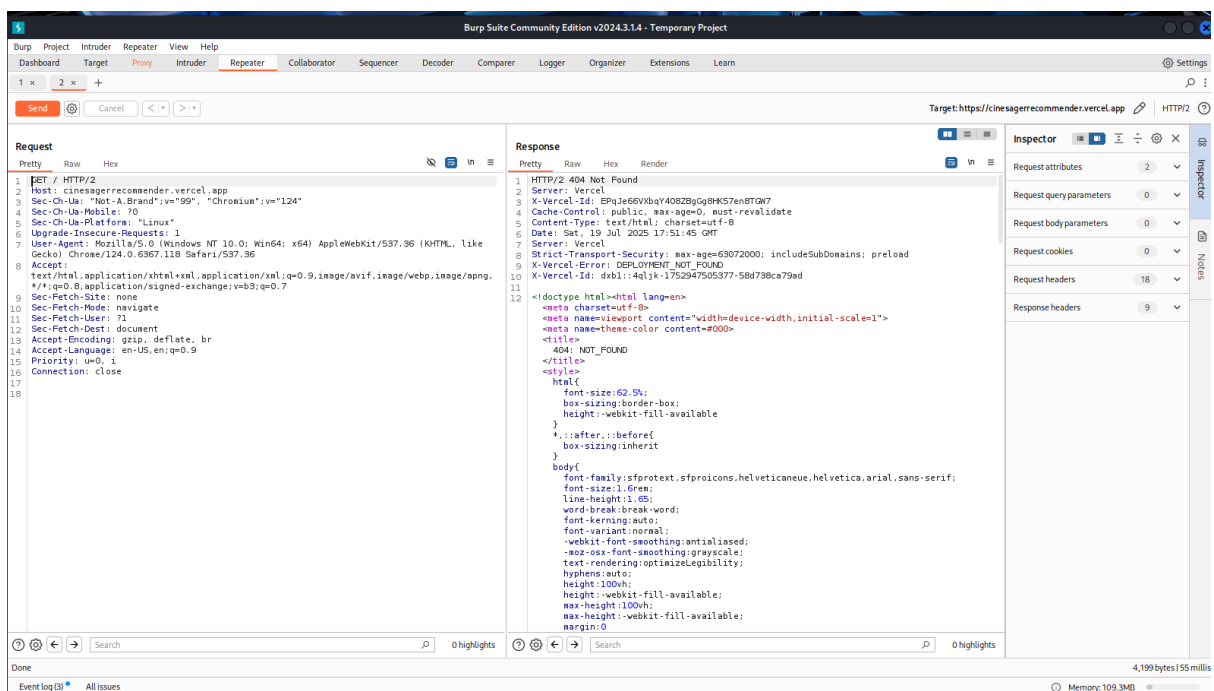 Burp Suite Community Edition v2024.3.1.4 - Temporary Project
Burp Project Intruder Repeater View Help
Dashboard Target Proxy Intruder Repeater Collaborator Sequencer Decoder Comparer Logger Organizer Extensions Learn Settings
1 × 2 × +
Send Cancel < > Target: https://cinesagerrecommender.vercel.app HTTP/2
Request
Pretty Raw Hex \n
1 GET / HTTP/2
2 Host: cinesagerrecommender.vercel.app
3 Sec-Ch-Ua: "Not-A.Brand";v="99", "Chromium";v="124"
4 Sec-Ch-Ua-Mobile: ?0
5 Sec-Ch-Ua-Platform: "Linux"
6 Upgrade-Insecure-Requests: 1
7 User-Agent: Mozilla/5.0 (Windows NT 10.0; Win64; x64) AppleWebKit/537.36 (KHTML, like
Gecko) Chrome/124.0.6367.118 Safari/537.36
8 Accept:
text/html,application/xhtml+xml,application/xml;q=0.9,image/avif,image/webp,image/apng,
*/*;q=0.8,application/signed-exchange;v=b3;q=0.7
9 Sec-Fetch-Site: none
10 Sec-Fetch-Mode: navigate
11 Sec-Fetch-User: ?1
12 Sec-Fetch-Dest: document
13 Accept-Encoding: gzip, deflate, br
14 Accept-Language: en-US,en;q=0.9
15 Priority: u=0, i
16 Connection: close
17
18
Search 0 highlights
Response
Pretty Raw Hex Render \n
1 HTTP/2 404 Not Found
2 Server: Vercel
3 X-Vercel-Id: EPqJe66VXbqY408ZBgGg8HK57en8TGW7
4 Cache-Control: public, max-age=0, must-revalidate
5 Content-Type: text/html; charset=utf-8
6 Date: Sat, 19 Jul 2025 17:51:45 GMT
7 Server: Vercel
8 Strict-Transport-Security: max-age=63072000; includeSubDomains; preload
9 X-Vercel-Error: DEPLOYMENT_NOT_FOUND
10 X-Vercel-Id: dxb1::4qljk-1752947505377-58d738ca79ad
11
12 <!doctype html><html lang=en>
<meta charset=utf-8>
<meta name=viewport content="width=device-width,initial-scale=1">
<meta name=theme-color content=#000>
<title>
404: NOT_FOUND
</title>
<style>
html{
font-size:62.5%;
box-sizing:border-box;
height:-webkit-fill-available
}
*,::after,::before{
box-sizing:inherit
}
body{
font-family:sfprotext,sfproicons,helveticaneue,helvetica,arial,sans-serif;
font-size:1.6rem;
line-height:1.65;
word-break:break-word;
font-kerning:auto;
font-variant:normal;
-webkit-font-smoothing:antialiased;
-moz-osx-font-smoothing:grayscale;
text-rendering:optimizeLegibility;
hyphens:auto;
height:100vh;
height:-webkit-fill-available;
max-height:100vh;
max-height:-webkit-fill-available;
margin:0
Search 0 highlights
Inspector
Request attributes 2
Request query parameters 0
Request body parameters 0
Request cookies 0
Request headers 18
Response headers 9
Inspector
Notes
Done 4,199 bytes | 55 millis
Event log (3) All issues Memory: 109.3MB